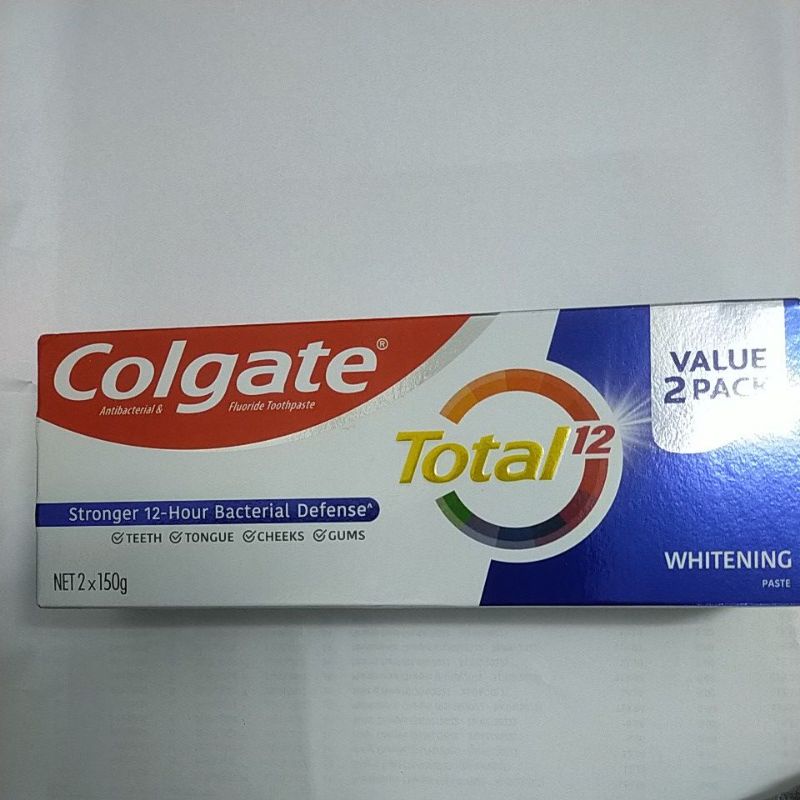 Colgate®
Antibacterial & Fluoride Toothpaste
Total 12
VALUE
2 PACK
Stronger 12-Hour Bacterial Defense^
TEETH TONGUE CHEEKS GUMS
NET 2 x 150g
WHITENING
PASTE